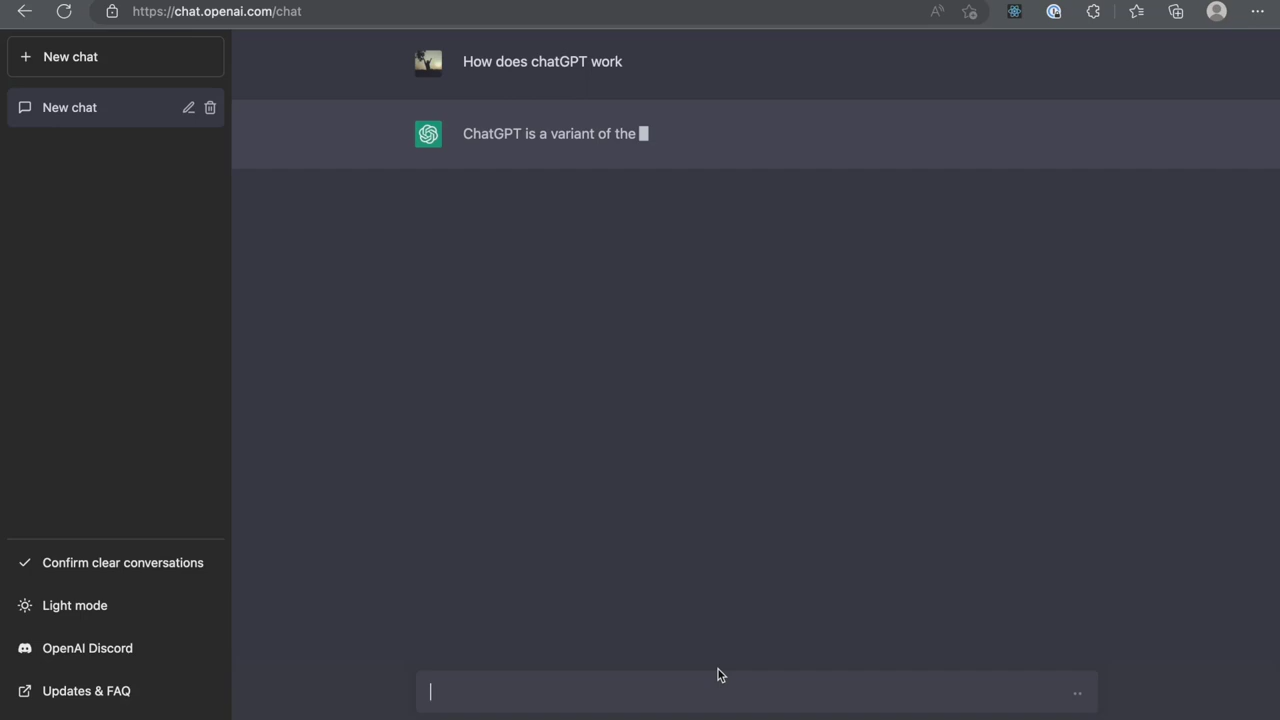 https://chat.openai.com/chat
New chat
New chat
How does chatGPT work
ChatGPT is a variant of the
Confirm clear conversations
Light mode
OpenAI Discord
Updates & FAQ